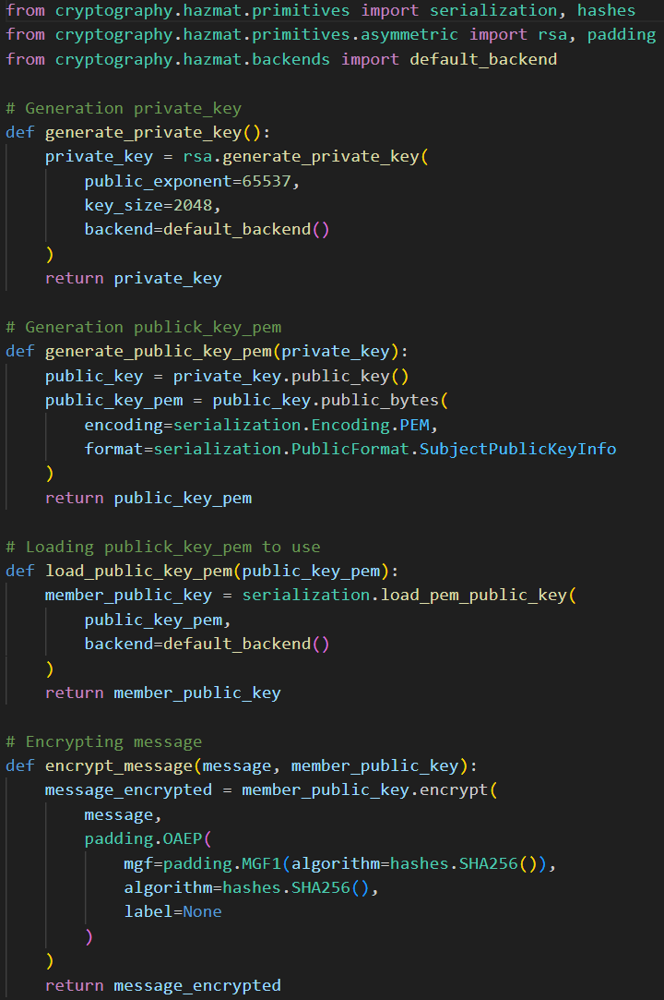 from cryptography.hazmat.primitives import serialization, hashes
from cryptography.hazmat.primitives.asymmetric import rsa, padding
from cryptography.hazmat.backends import default_backend

# Generation private_key
def generate_private_key():
    private_key = rsa.generate_private_key(
        public_exponent=65537,
        key_size=2048,
        backend=default_backend()
    )
    return private_key

# Generation publick_key_pem
def generate_public_key_pem(private_key):
    public_key = private_key.public_key()
    public_key_pem = public_key.public_bytes(
        encoding=serialization.Encoding.PEM,
        format=serialization.PublicFormat.SubjectPublicKeyInfo
    )
    return public_key_pem

# Loading publick_key_pem to use
def load_public_key_pem(public_key_pem):
    member_public_key = serialization.load_pem_public_key(
        public_key_pem,
        backend=default_backend()
    )
    return member_public_key

# Encrypting message
def encrypt_message(message, member_public_key):
    message_encrypted = member_public_key.encrypt(
        message,
        padding.OAEP(
            mgf=padding.MGF1(algorithm=hashes.SHA256()),
            algorithm=hashes.SHA256(),
            label=None
        )
    )
    return message_encrypted